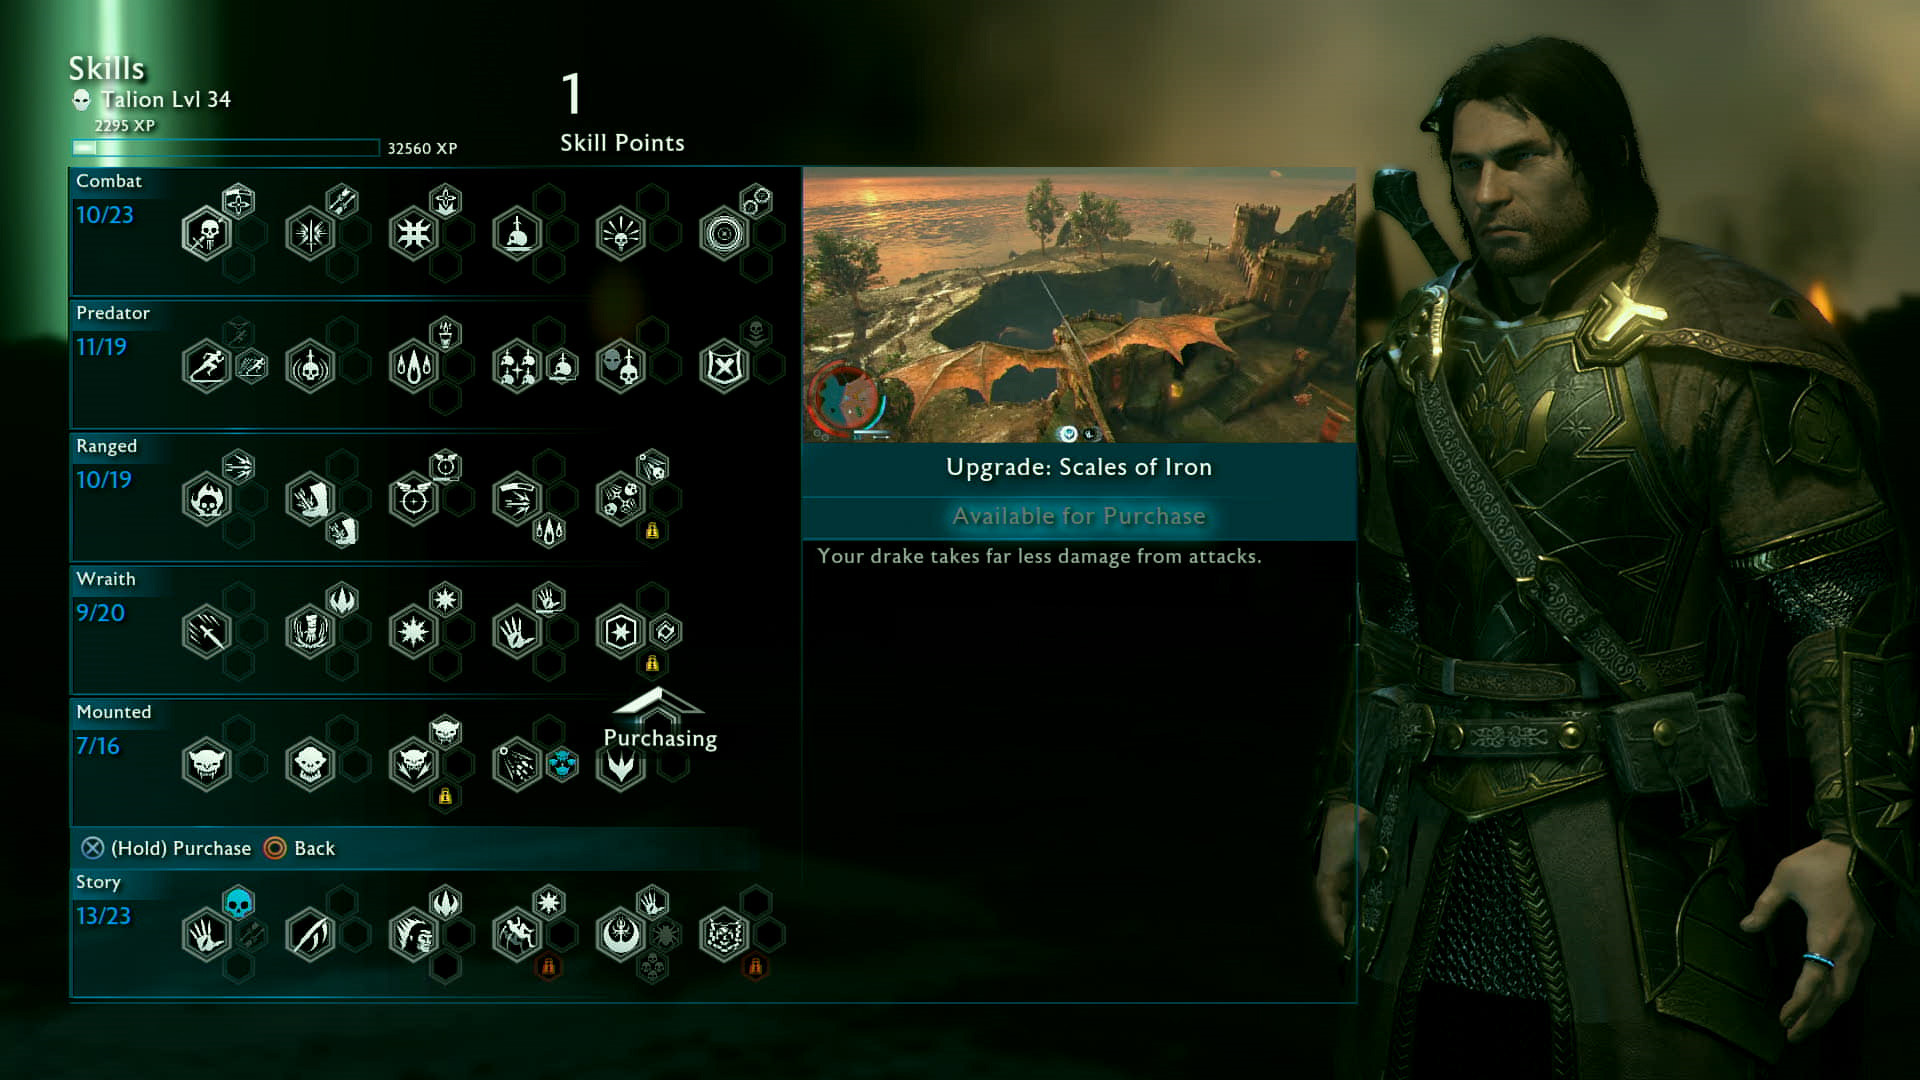 Skills
Talion Lvl 34
2295 XP
32560 XP
1
Skill Points
Combat
10/23
Predator
11/19
Ranged
10/19
Wraith
9/20
Mounted
7/16
Purchasing
(Hold) Purchase Back
Story
13/23
Upgrade: Scales of Iron
Available for Purchase
Your drake takes far less damage from attacks.